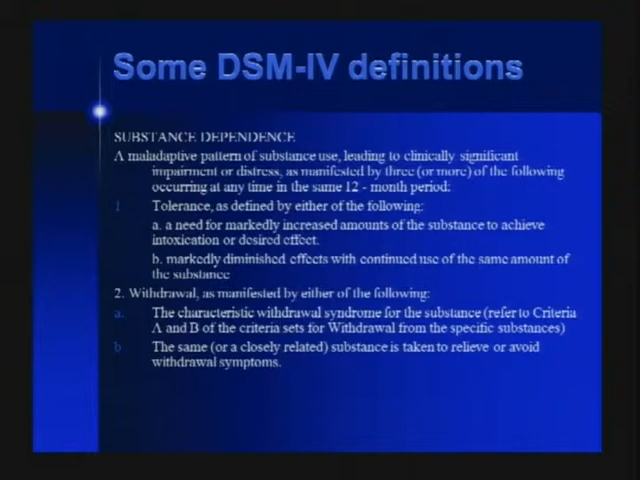 Some DSM-IV definitions
SUBSTANCE DEPENDENCE
A maladaptive pattern of substance use, leading to clinically significant
impairment or distress, as manifested by three (or more) of the following
occurring at any time in the same 12 - month period:
1 Tolerance, as defined by either of the following:
a. a need for markedly increased amounts of the substance to achieve
intoxication or desired effect.
b. markedly diminished effects with continued use of the same amount of
the substance
2. Withdrawal, as manifested by either of the following:
a. The characteristic withdrawal syndrome for the substance (refer to Criteria
A and B of the criteria sets for Withdrawal from the specific substances)
b The same (or a closely related) substance is taken to relieve or avoid
withdrawal symptoms.